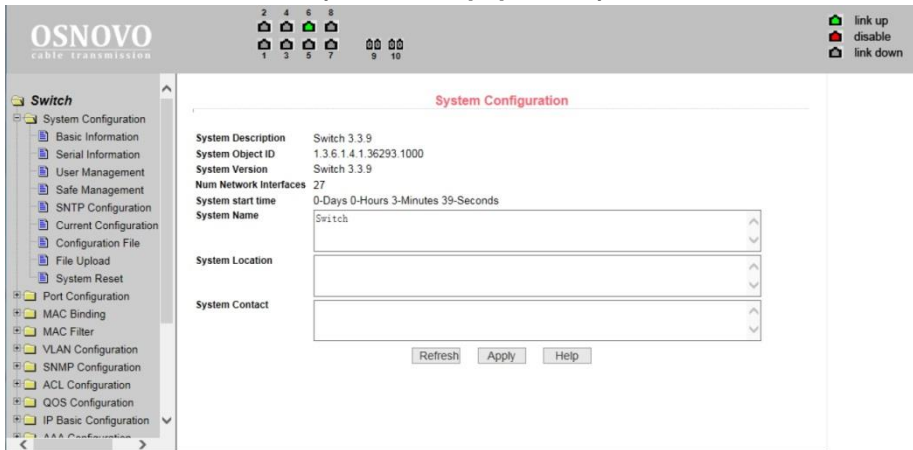 OSNOVO
cable transmission
2 4 6 8
1 3 5 7 9 10
link up
disable
link down
Switch
System Configuration
Basic Information
Serial Information
User Management
Safe Management
SNTP Configuration
Current Configuration
Configuration File
File Upload
System Reset
Port Configuration
MAC Binding
MAC Filter
VLAN Configuration
SNMP Configuration
ACL Configuration
QOS Configuration
IP Basic Configuration
AAA Configuration
System Configuration
System Description Switch 3.3.9
System Object ID 1.3.6.1.4.1.36293.1000
System Version Switch 3.3.9
Num Network Interfaces 27
System start time 0-Days 0-Hours 3-Minutes 39-Seconds
System Name Switch
System Location
System Contact
Refresh Apply Help